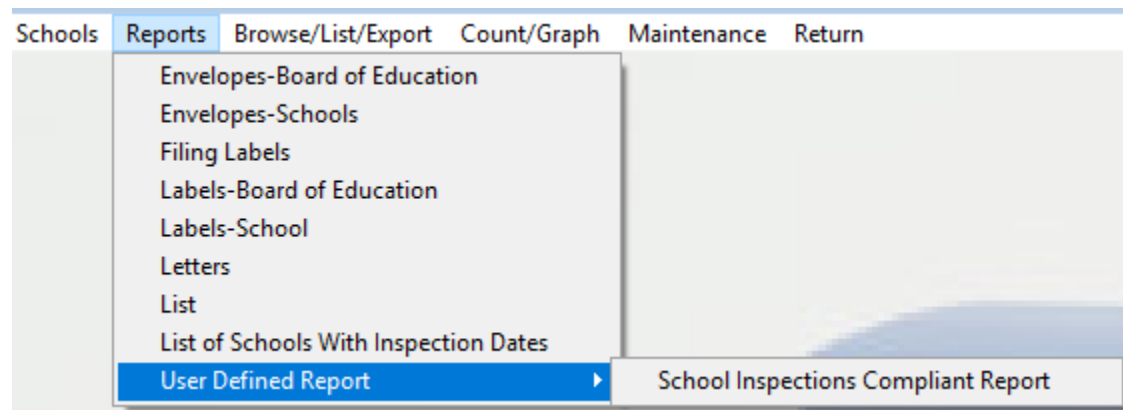 Schools Reports Browse/List/Export Count/Graph Maintenance Return
Envelopes-Board of Education
Envelopes-Schools
Filing Labels
Labels-Board of Education
Labels-School
Letters
List
List of Schools With Inspection Dates
User Defined Report School Inspections Compliant Report